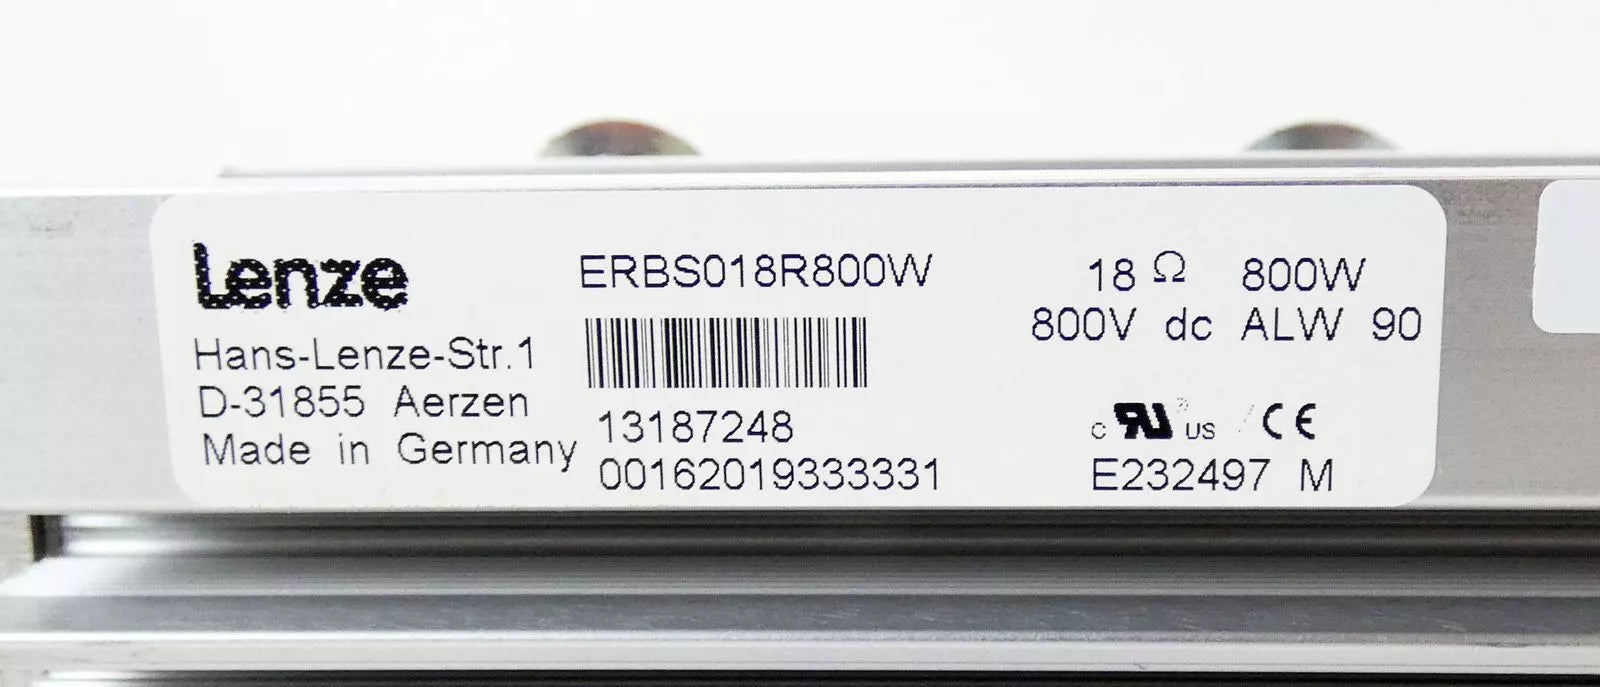 Lenze
Hans-Lenze-Str.1
D-31855 Aerzen
Made in Germany
ERBS018R800W
13187248
00162019333331
18 Ω 800W
800V dc ALW 90
c RU US CE
E232497 M